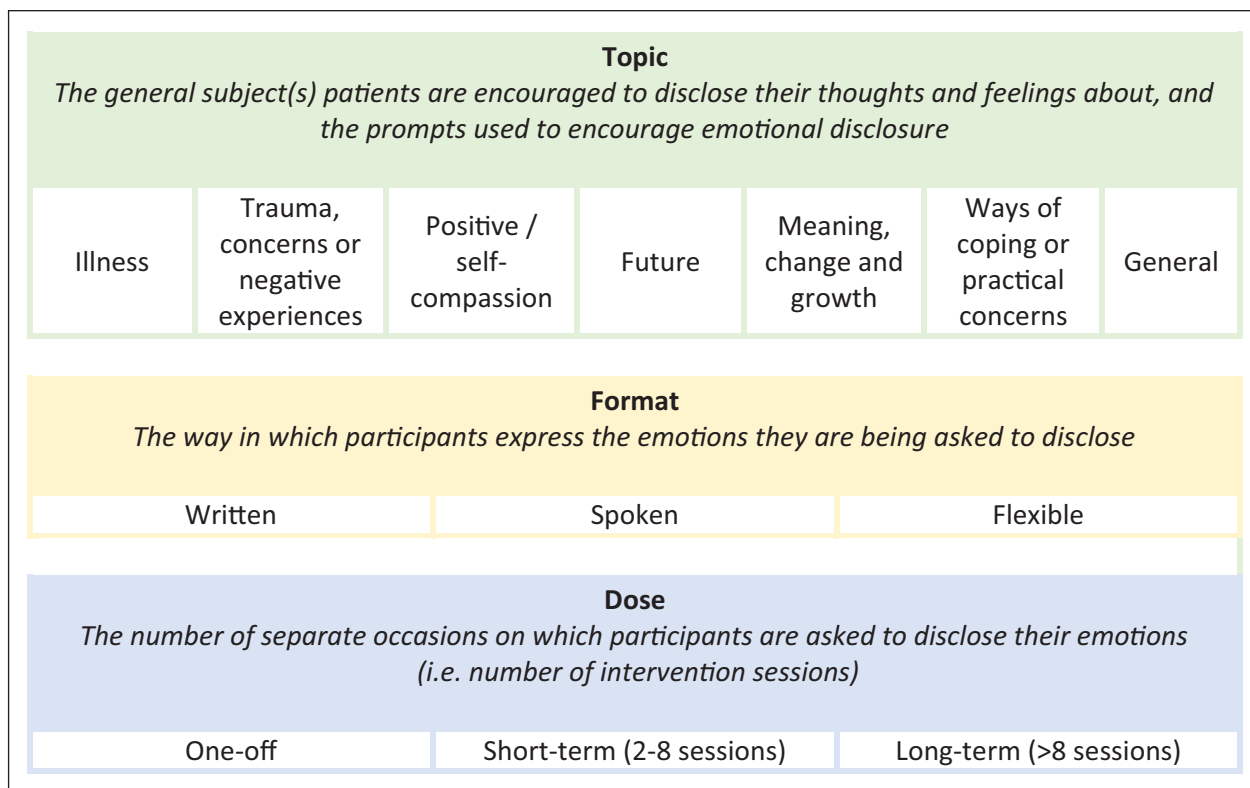 Topic
The general subject(s) patients are encouraged to disclose their thoughts and feelings about, and
the prompts used to encourage emotional disclosure
Illness
Trauma,
concerns or
negative
experiences
Positive /
self-
compassion
Future
Meaning,
change and
growth
Ways of
coping or
practical
concerns
General
Format
The way in which participants express the emotions they are being asked to disclose
Written
Spoken
Flexible
Dose
The number of separate occasions on which participants are asked to disclose their emotions
(i.e. number of intervention sessions)
One-off
Short-term (2-8 sessions)
Long-term (>8 sessions)